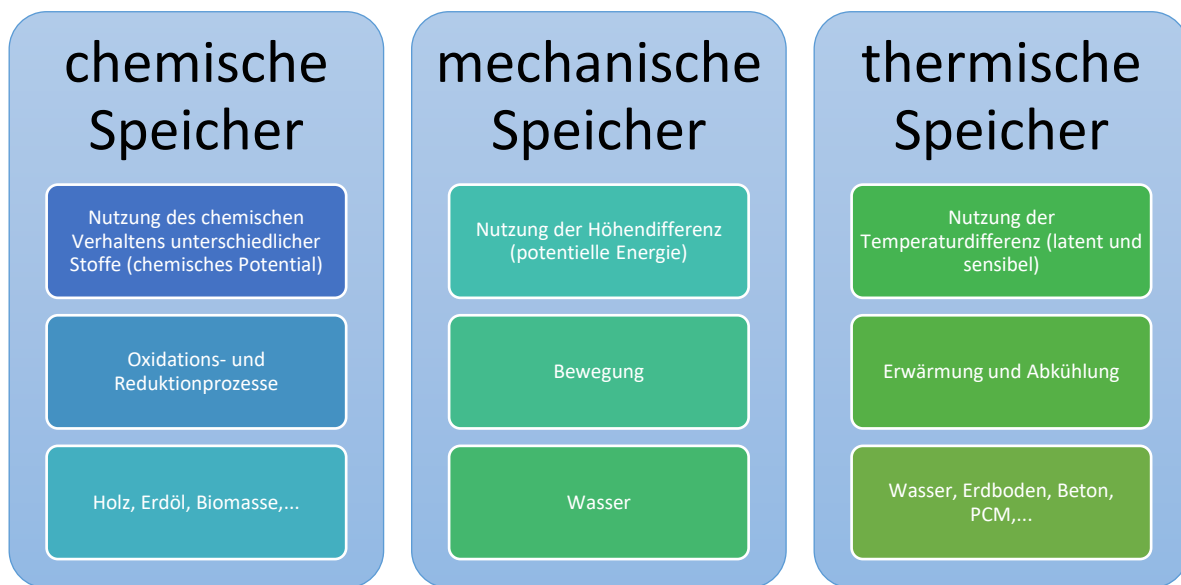 chemische
Speicher
Nutzung des chemischen
Verhaltens unterschiedlicher
Stoffe (chemisches Potential)
Oxidations- und
Reduktionprozesse
Holz, Erdöl, Biomasse,...
mechanische
Speicher
Nutzung der Höhendifferenz
(potentielle Energie)
Bewegung
Wasser
thermische
Speicher
Nutzung der
Temperaturdifferenz (latent und
sensibel)
Erwärmung und Abkühlung
Wasser, Erdboden, Beton,
PCM,...